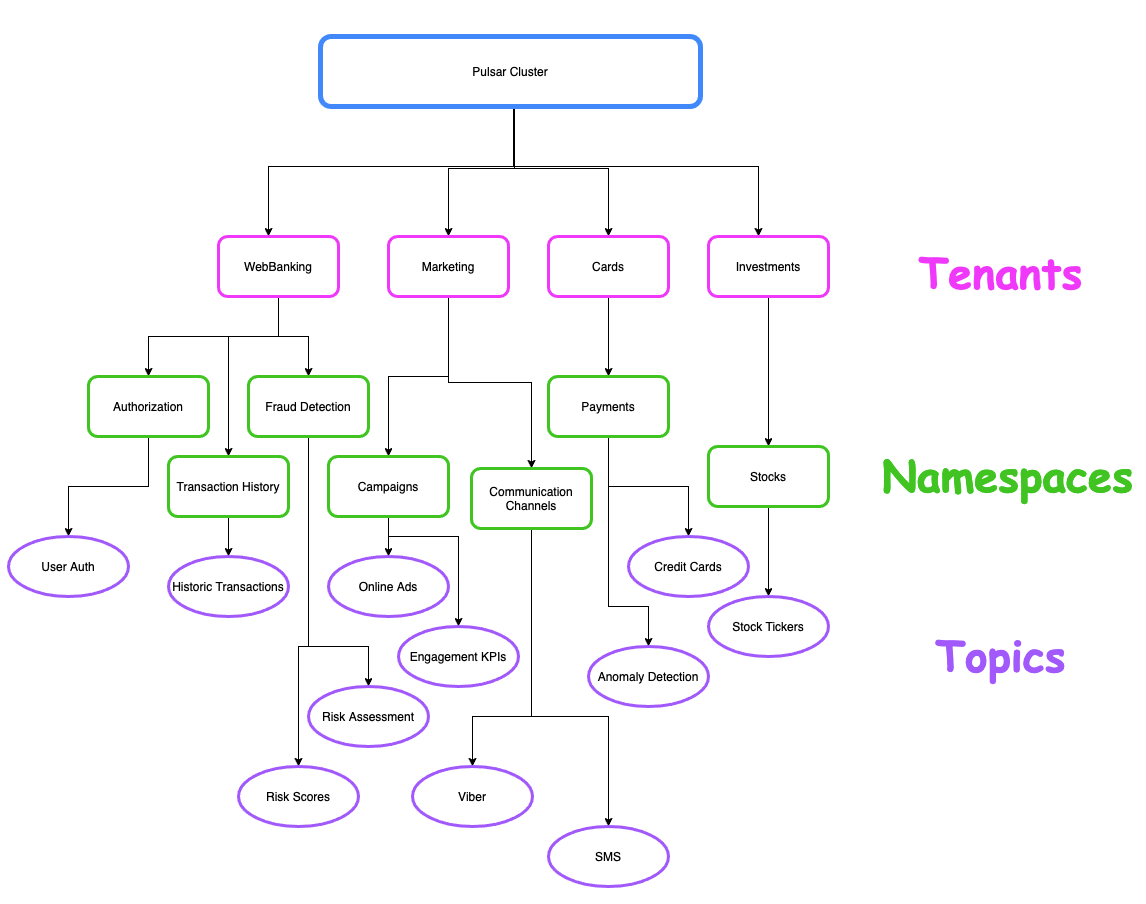 Pulsar Cluster
WebBanking
Marketing
Cards
Investments
Tenants
Authorization
Fraud Detection
Payments
Transaction History
Campaigns
Communication
Channels
Stocks
Namespaces
User Auth
Historic Transactions
Online Ads
Credit Cards
Stock Tickers
Engagement KPIs
Anomaly Detection
Topics
Risk Assessment
Risk Scores
Viber
SMS